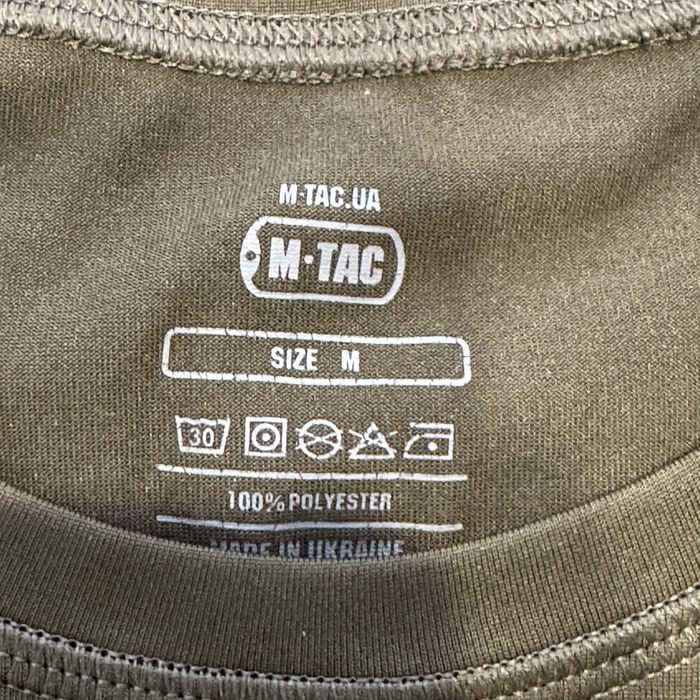 M·TAC.UA
M·TAC
SIZE M
30
100% POLYESTER
MADE IN UKRAINE